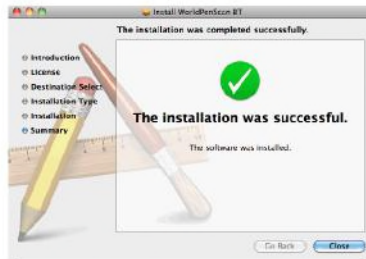 Install WorldPenScan BT
The installation was completed successfully.
Introduction
License
Destination Select
Installation Type
Installation
Summary
The installation was successful.
The software was installed.
Go Back
Close